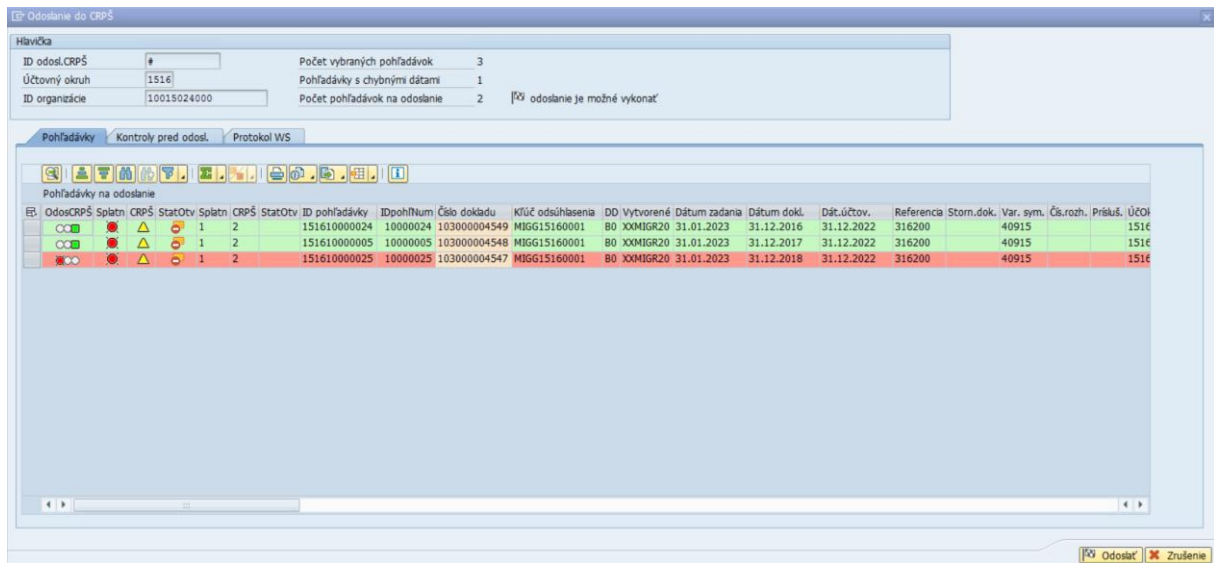 Odoslanie do CRPŠ
Hlavička
ID odosl.CRPŠ # Počet vybraných pohľadávok 3
Účtovný okruh 1516 Pohľadávky s chybnými dátami 1
ID organizácie 10015024000 Počet pohľadávok na odoslanie 2 odoslanie je možné vykonať
Pohľadávky Kontroly pred odosl. Protokol WS
Pohľadávky na odoslanie
OdosCRPŠ Splatn CRPŠ StatOtv Splatn CRPŠ StatOtv ID pohľadávky IDpohľNum Číslo dokladu Kľúč odsúhlasenia DD Vytvorené Dátum zadania Dátum dokl. Dát.účtov. Referencia Storn.dok. Var. sym. Čís.rozh. Prísluš. ÚčOk
1 2 151610000024 10000024 103000004549 MIGG15160001 B0 XXMIGR20 31.01.2023 31.12.2016 31.12.2022 316200 40915 1516
1 2 151610000005 10000005 103000004548 MIGG15160001 B0 XXMIGR20 31.01.2023 31.12.2017 31.12.2022 316200 40915 1516
1 2 151610000025 10000025 103000004547 MIGG15160001 B0 XXMIGR20 31.01.2023 31.12.2018 31.12.2022 316200 40915 1516
Odoslať Zrušenie